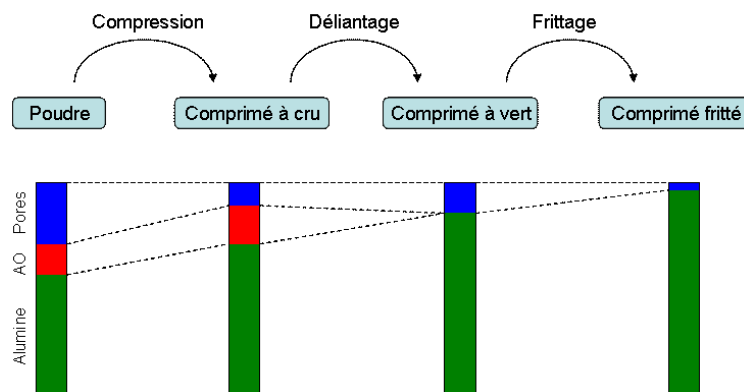 Compression Déliantage Frittage
Poudre Comprimé à cru Comprimé à vert Comprimé fritté
Pores
AO
Alumine